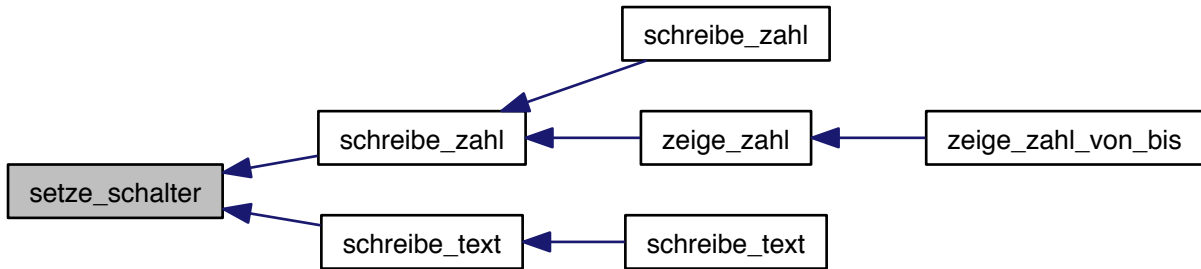 schreibe_zahl
schreibe_zahl
zeige_zahl
zeige_zahl_von_bis
setze_schalter
schreibe_text
schreibe_text